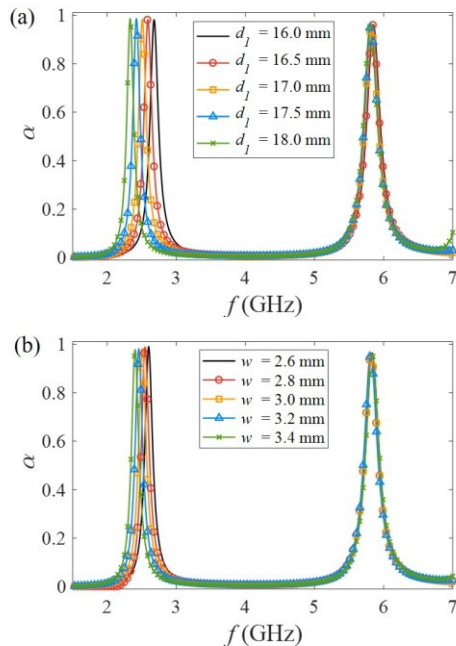 (a)
1
0.8
0.6
0.4
0.2
0
α
d1 = 16.0 mm
d1 = 16.5 mm
d1 = 17.0 mm
d1 = 17.5 mm
d1 = 18.0 mm
2 3 4 5 6 7
f (GHz)
(b)
1
0.8
0.6
0.4
0.2
0
α
w = 2.6 mm
w = 2.8 mm
w = 3.0 mm
w = 3.2 mm
w = 3.4 mm
2 3 4 5 6 7
f (GHz)